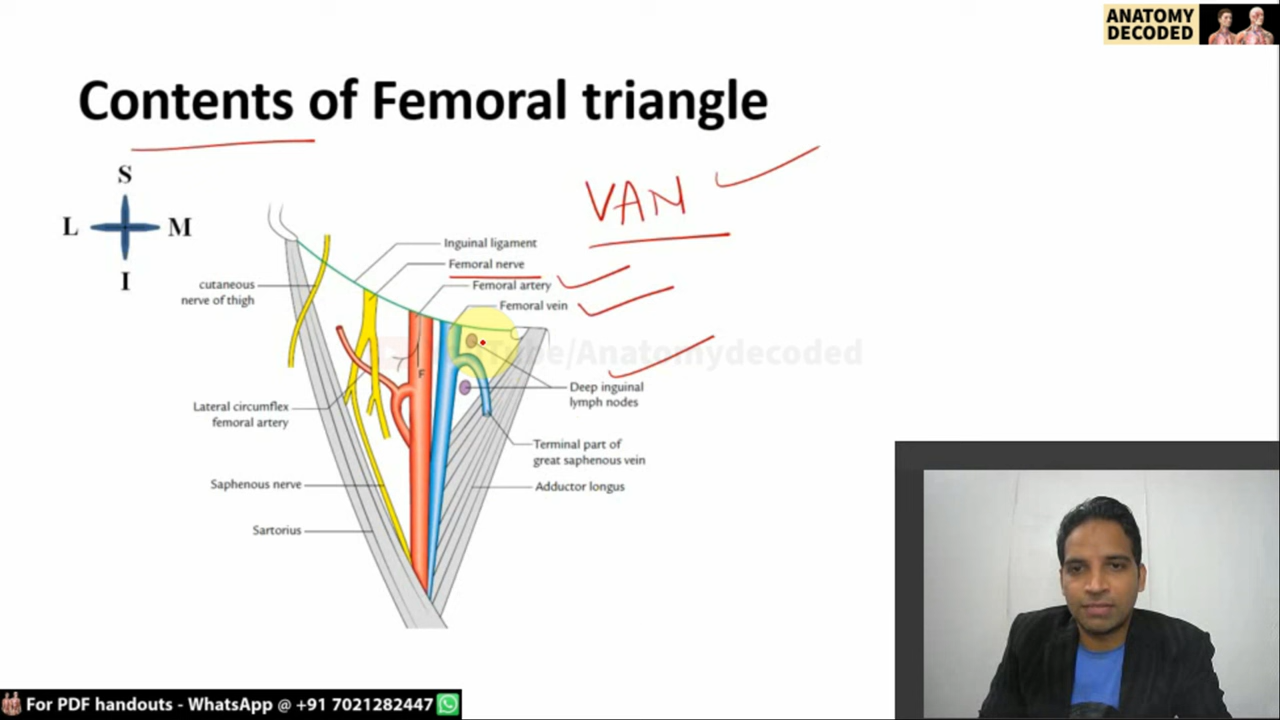 ANATOMY
DECODED
Contents of Femoral triangle
S
L
M
I
VAN
Inguinal ligament
Femoral nerve
Femoral artery
Femoral vein
cutaneous
nerve of thigh
F
Tube/Anatomydecoded
Deep inguinal
lymph nodes
Lateral circumflex
femoral artery
Terminal part of
great saphenous vein
Saphenous nerve
Adductor longus
Sartorius
For PDF handouts - WhatsApp @ +91 7021282447